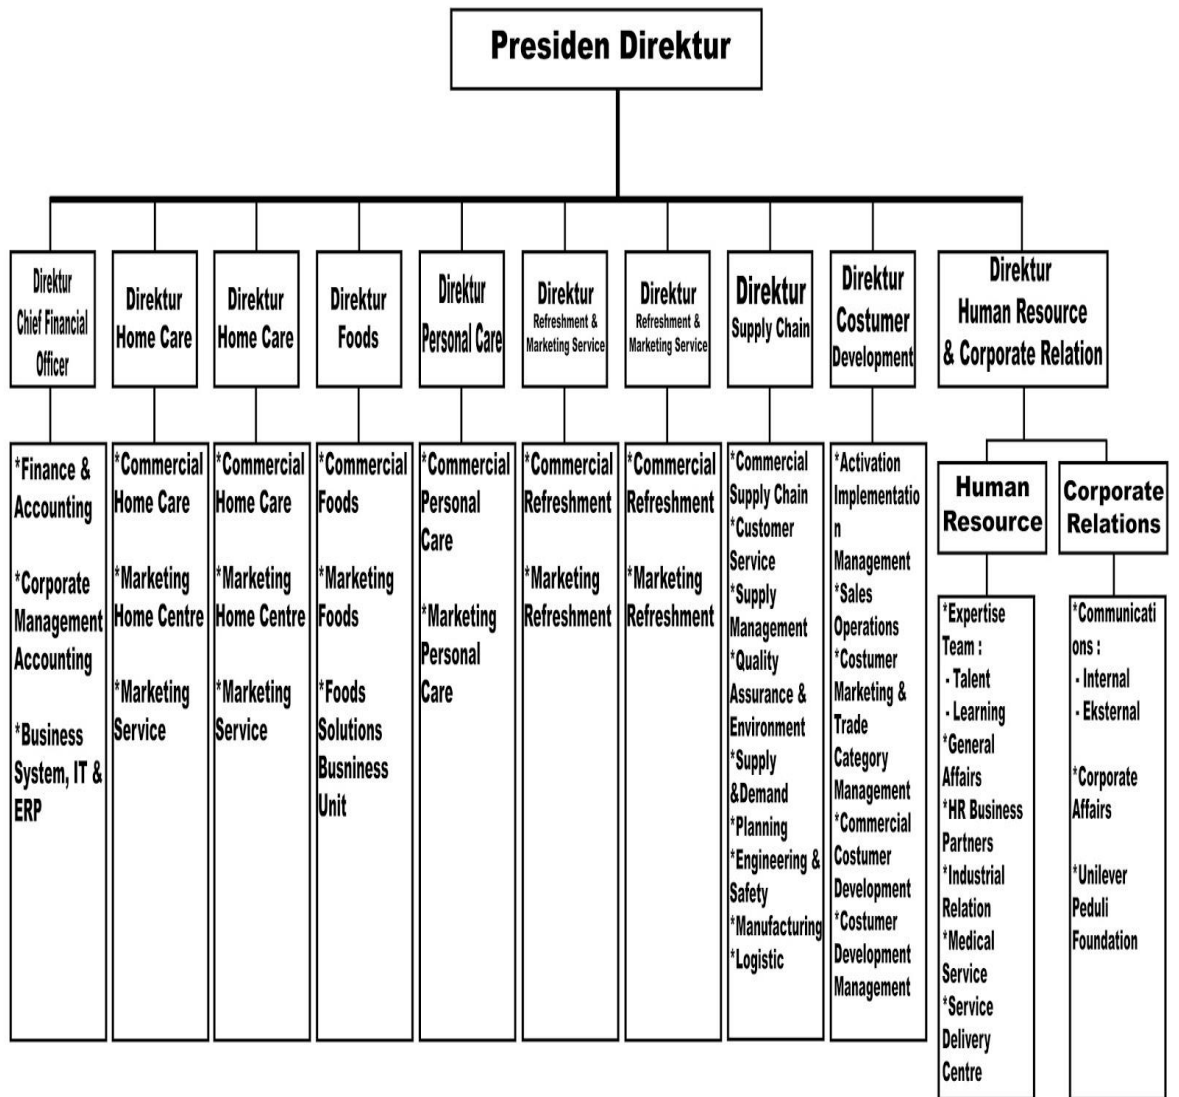 Presiden Direktur
Direktur
Chief Financial
Officer
Direktur
Home Care
Direktur
Home Care
Direktur
Foods
Direktur
Personal Care
Direktur
Refreshment &
Marketing Service
Direktur
Refreshment &
Marketing Service
Direktur
Supply Chain
Direktur
Costumer
Development
Direktur
Human Resource
& Corporate Relation
*Finance &
Accounting
*Corporate
Management
Accounting
*Business
System, IT &
ERP
*Commercial
Home Care
*Marketing
Home Centre
*Marketing
Service
*Commercial
Home Care
*Marketing
Home Centre
*Marketing
Service
*Commercial
Foods
*Marketing
Foods
*Foods
Solutions
Busniness
Unit
*Commercial
Personal
Care
*Marketing
Personal
Care
*Commercial
Refreshment
*Marketing
Refreshment
*Commercial
Refreshment
*Marketing
Refreshment
*Commercial
Supply Chain
*Customer
Service
*Supply
Management
*Quality
Assurance &
Environment
*Supply
&Demand
*Planning
*Engineering &
Safety
*Manufacturing
*Logistic
*Activation
Implementatio
n
Management
*Sales
Operations
*Costumer
Marketing &
Trade
Category
Management
*Commercial
Costumer
Development
*Costumer
Development
Management
Human
Resource
*Expertise
Team :
- Talent
- Learning
*General
Affairs
*HR Business
Partners
*Industrial
Relation
*Medical
Service
*Service
Delivery
Centre
Corporate
Relations
*Communicati
ons :
- Internal
- Eksternal
*Corporate
Affairs
*Unilever
Peduli
Foundation